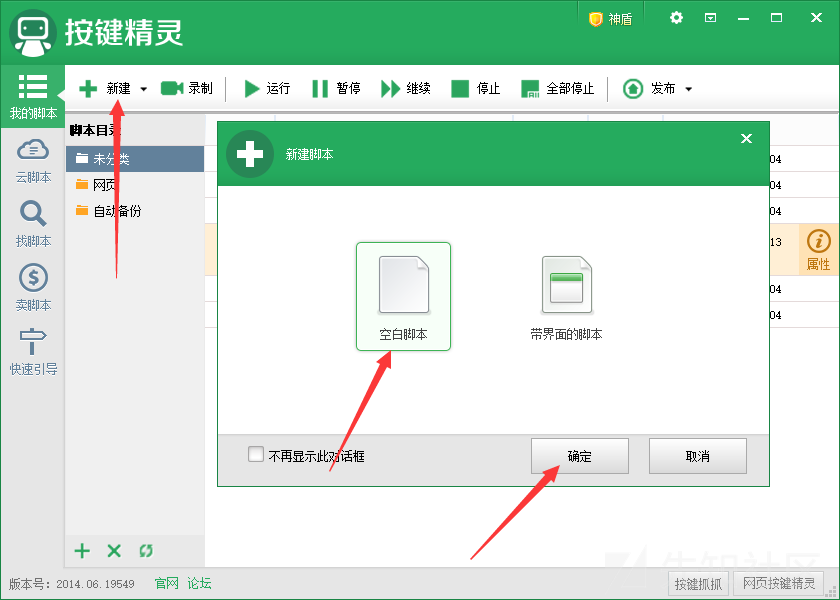 按键精灵
神盾
新建
录制
运行
暂停
继续
停止
全部停止
发布
我的脚本
云脚本
找脚本
卖脚本
快速引导
脚本目录
未分类
网页
自动备份
新建脚本
空白脚本
带界面的脚本
不再显示此对话框
确定
取消
04
04
04
13
属性
04
04
版本号：2014.06.19549
官网
论坛
按键抓抓
网页按键精灵